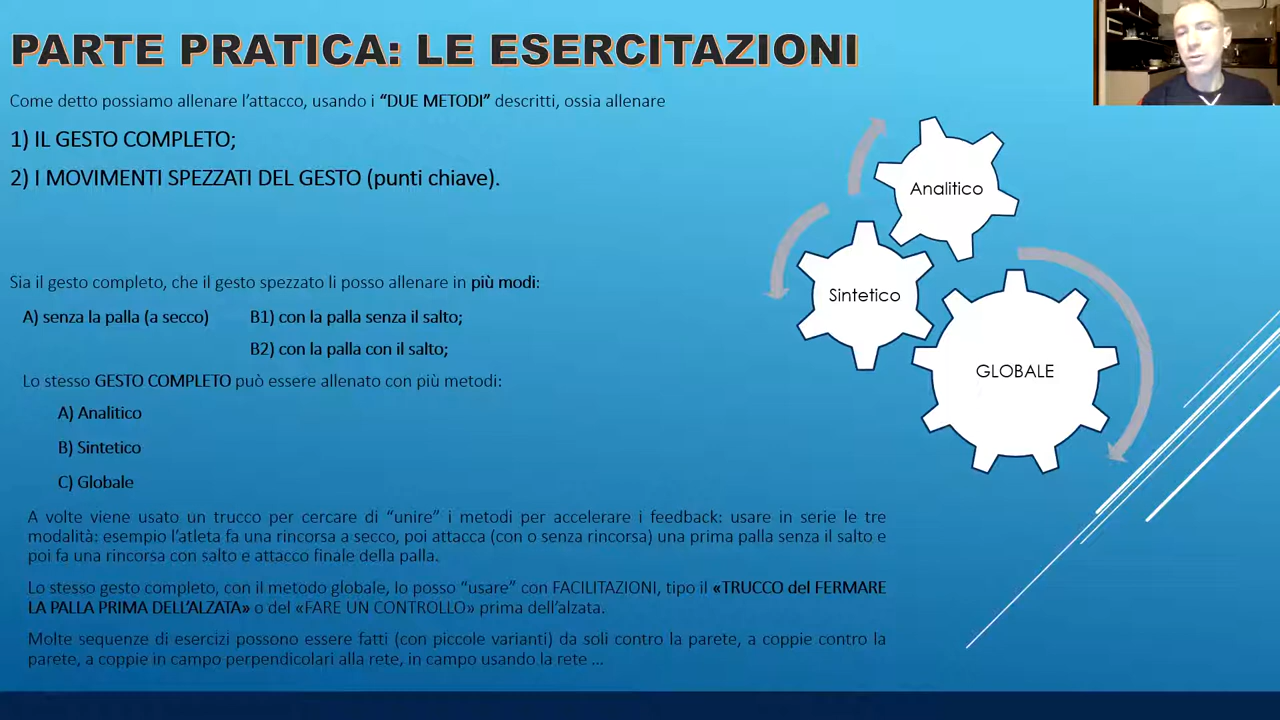 PARTE PRATICA: LE ESERCITAZIONI
Come detto possiamo allenare l'attacco, usando i "DUE METODI" descritti, ossia allenare
1) IL GESTO COMPLETO;
2) I MOVIMENTI SPEZZATI DEL GESTO (punti chiave).
Sia il gesto completo, che il gesto spezzato li posso allenare in più modi:
A) senza la palla (a secco) B1) con la palla senza il salto;
B2) con la palla con il salto;
Lo stesso GESTO COMPLETO può essere allenato con più metodi:
A) Analitico
B) Sintetico
C) Globale
A volte viene usato un trucco per cercare di "unire" i metodi per accelerare i feedback: usare in serie le tre
modalità: esempio l'atleta fa una rincorsa a secco, poi attacca (con o senza rincorsa) una prima palla senza il salto e
poi fa una rincorsa con salto e attacco finale della palla.
Lo stesso gesto completo, con il metodo globale, lo posso "usare" con FACILITAZIONI, tipo il «TRUCCO del FERMARE
LA PALLA PRIMA DELL'ALZATA» o del «FARE UN CONTROLLO» prima dell'alzata.
Molte sequenze di esercizi possono essere fatti (con piccole varianti) da soli contro la parete, a coppie contro la
parete, a coppie in campo perpendicolari alla rete, in campo usando la rete ...
Analitico
Sintetico
GLOBALE